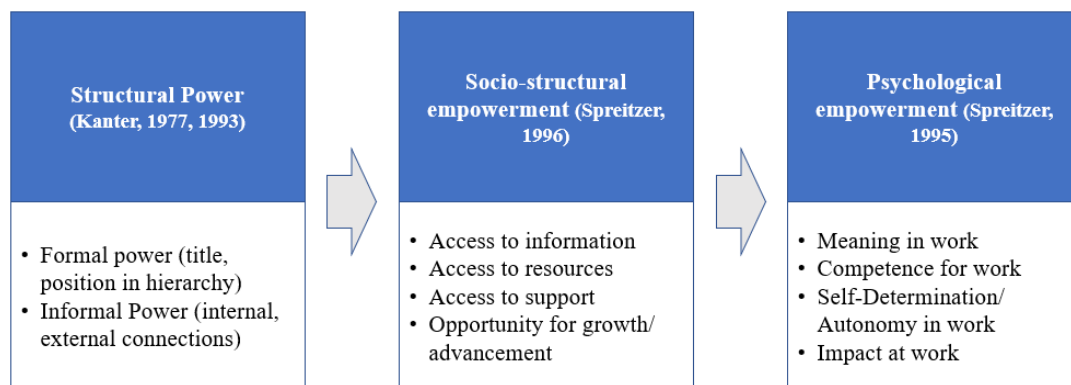 Structural Power
(Kanter, 1977, 1993)
• Formal power (title,
position in hierarchy)
• Informal Power (internal,
external connections)
Socio-structural
empowerment (Spreitzer,
1996)
• Access to information
• Access to resources
• Access to support
• Opportunity for growth/
advancement
Psychological
empowerment (Spreitzer,
1995)
• Meaning in work
• Competence for work
• Self-Determination/
Autonomy in work
• Impact at work